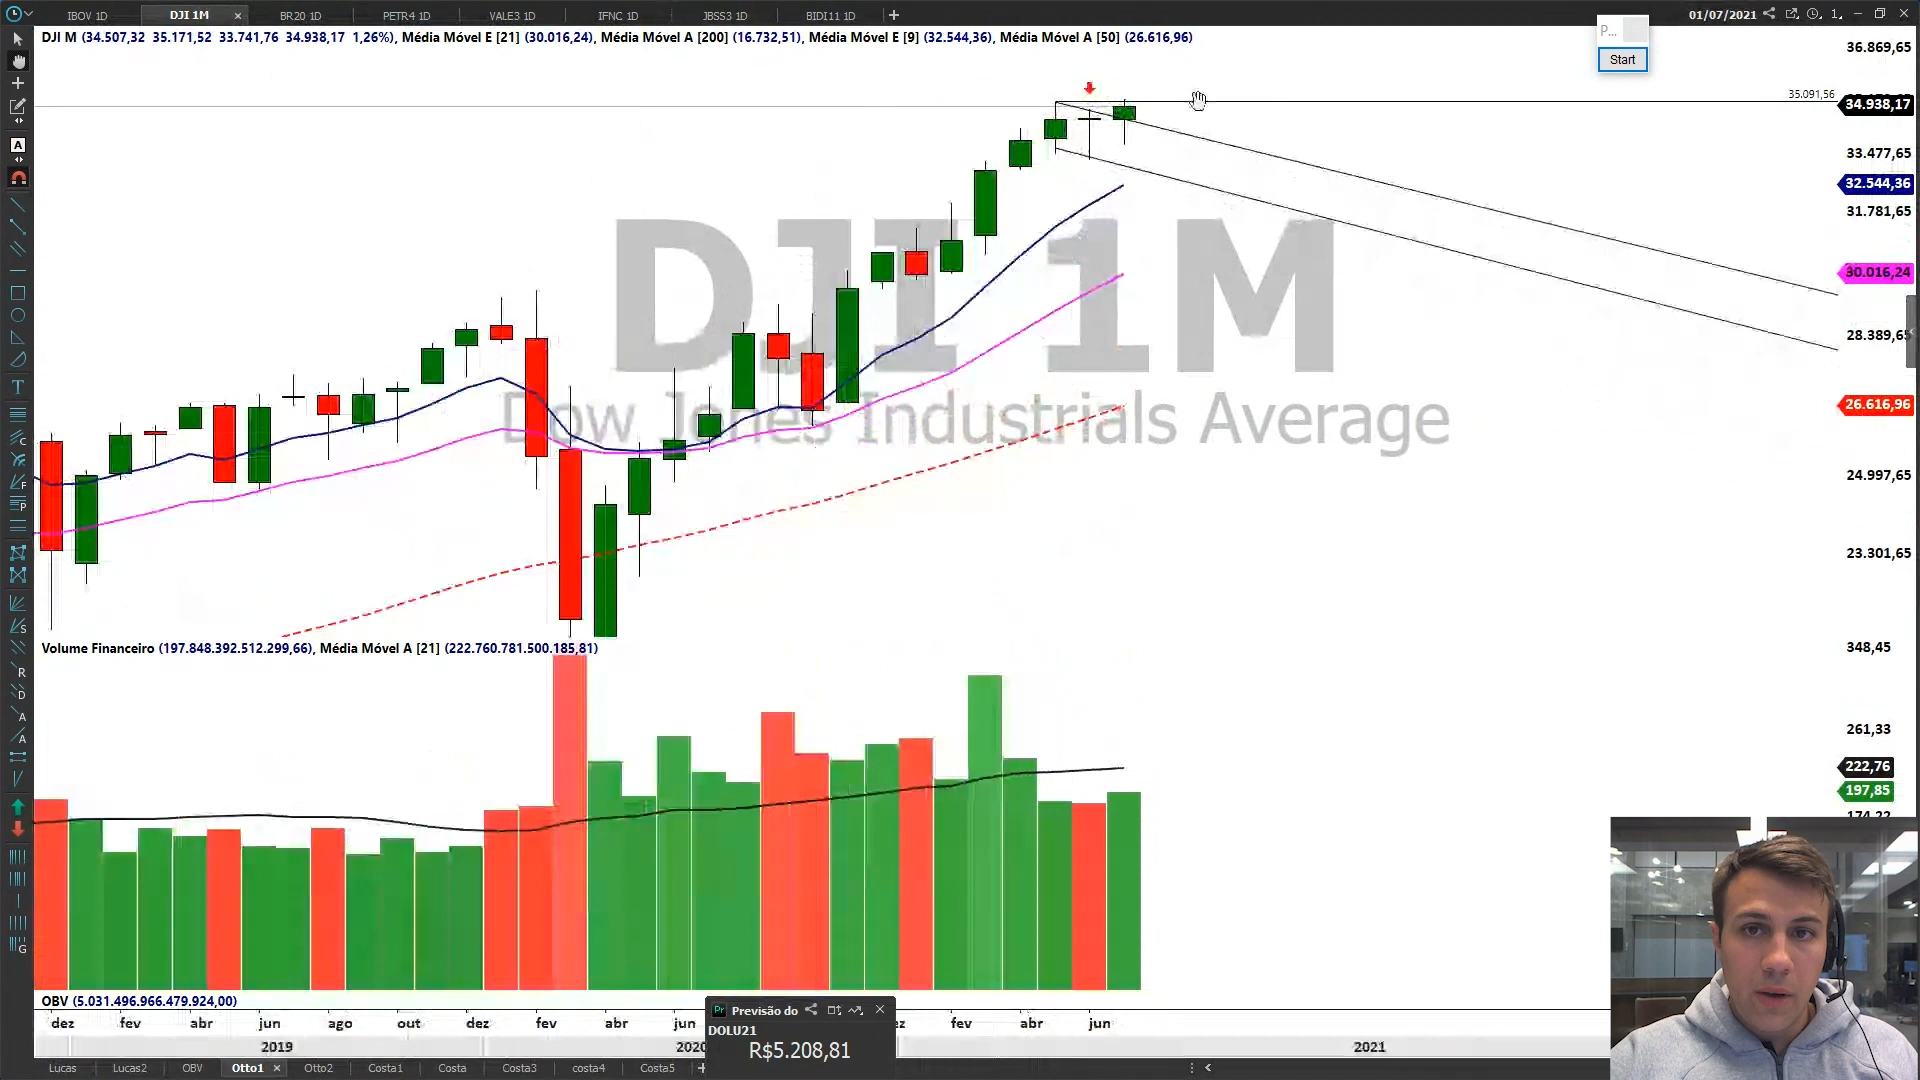 IBOV 1D DJI 1M BR20 1D PETR4 1D VALE3 1D IFNC 1D JBSS3 1D BIDI11 1D 01/07/2021 1
DJI M (34.507,32 35.171,52 33.741,76 34.938,17 1,26%), Média Móvel E [21] (30.016,24), Média Móvel A [200] (16.732,51), Média Móvel E [9] (32.544,36), Média Móvel A [50] (26.616,96)
P...
Start
36.869,65
35.091,56
34.938,17
33.477,65
32.544,36
31.781,65
30.016,24
28.389,65
26.616,96
24.997,65
23.301,65
DJI 1M
Dow Jones Industrials Average
Volume Financeiro (197.848.392.512.299,66), Média Móvel A [21] (222.760.781.500.185,81)
348,45
261,33
222,76
197,85
174,22
OBV (5.031.496.966.479.924,00)
dez fev abr jun ago out dez fev abr jun ez fev abr jun
2019 2020 2021
Previsão do
DOLU21
R$5.208,81
Lucas Lucas2 OBV Otto1 Otto2 Costa1 Costa Costa3 costa4 Costa5